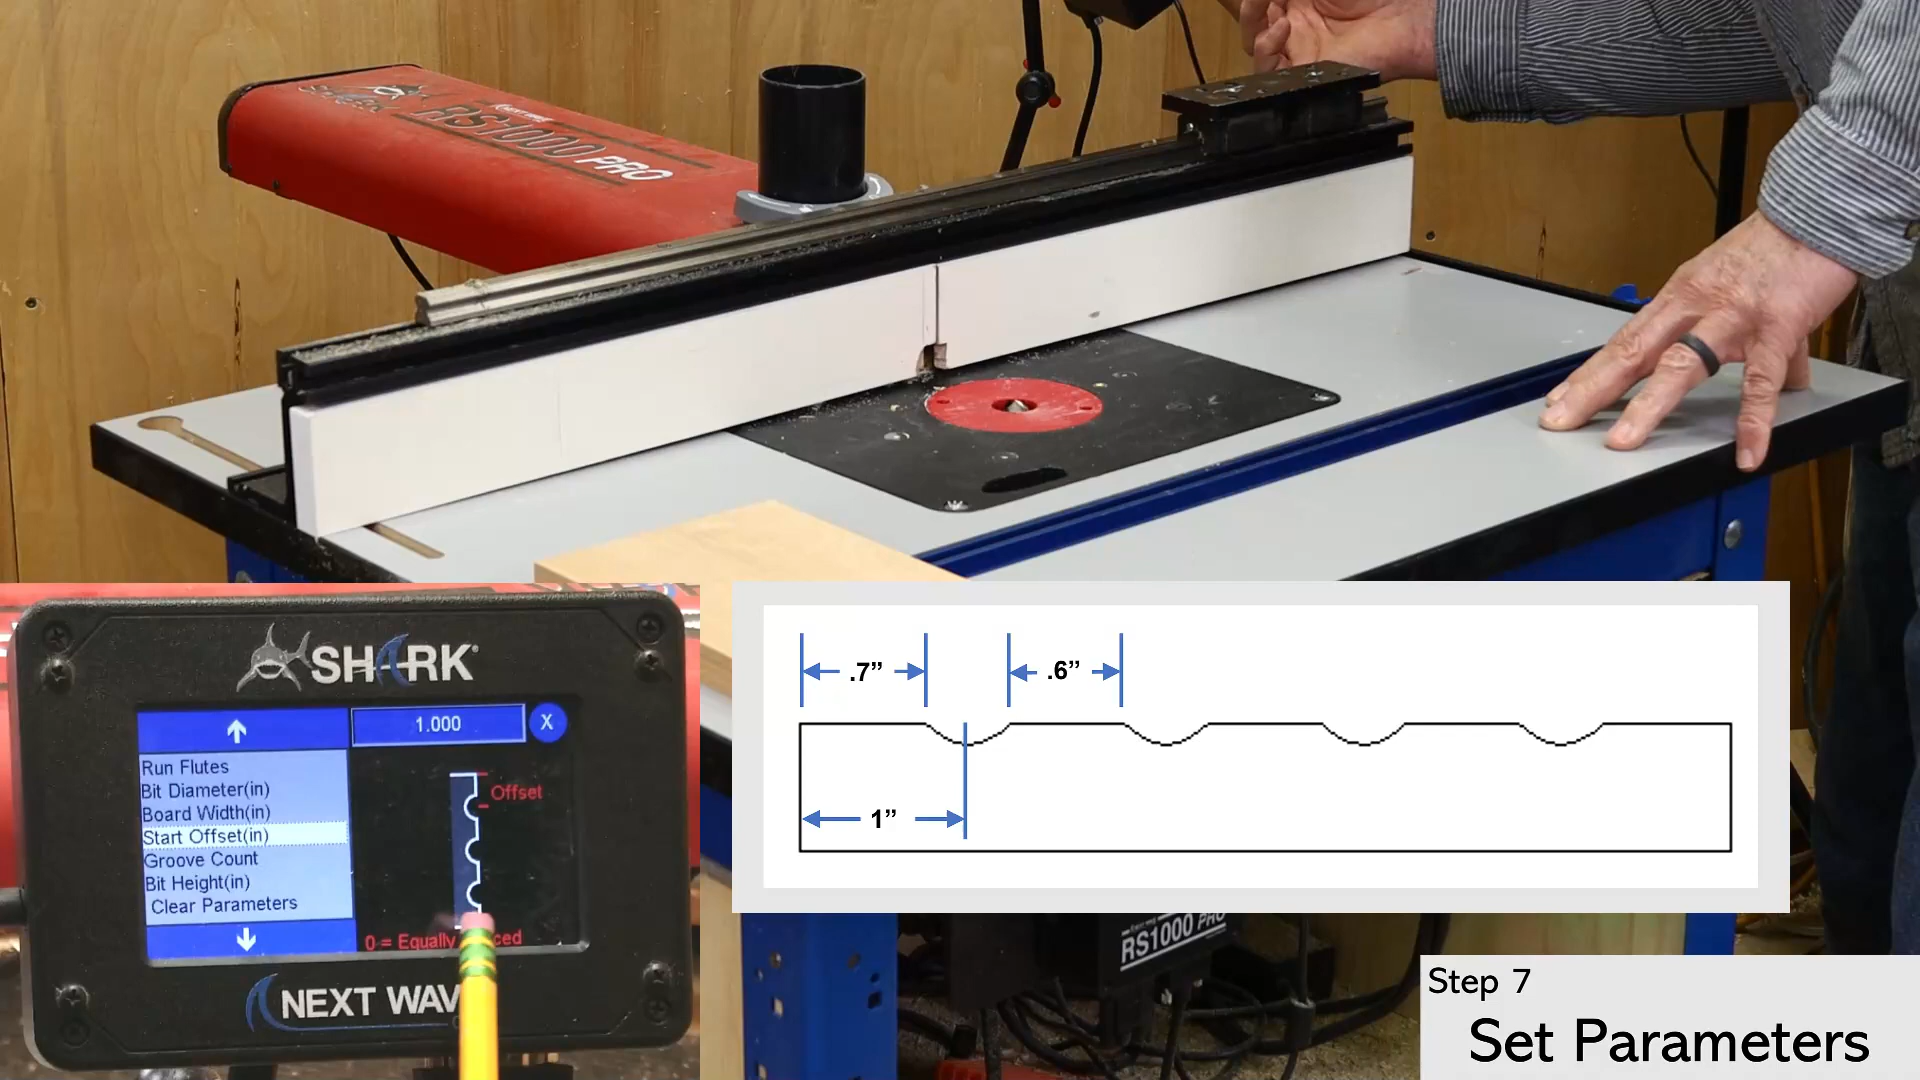 RS1000 PRO
.7”
.6”
1”
SHARK®
1.000
X
Run Flutes
Bit Diameter(in)
Board Width(in)
Start Offset(in)
Groove Count
Bit Height(in)
Clear Parameters
Offset
0 = Equally
NEXT WAV
RS1000 PRO
Step 7
Set Parameters